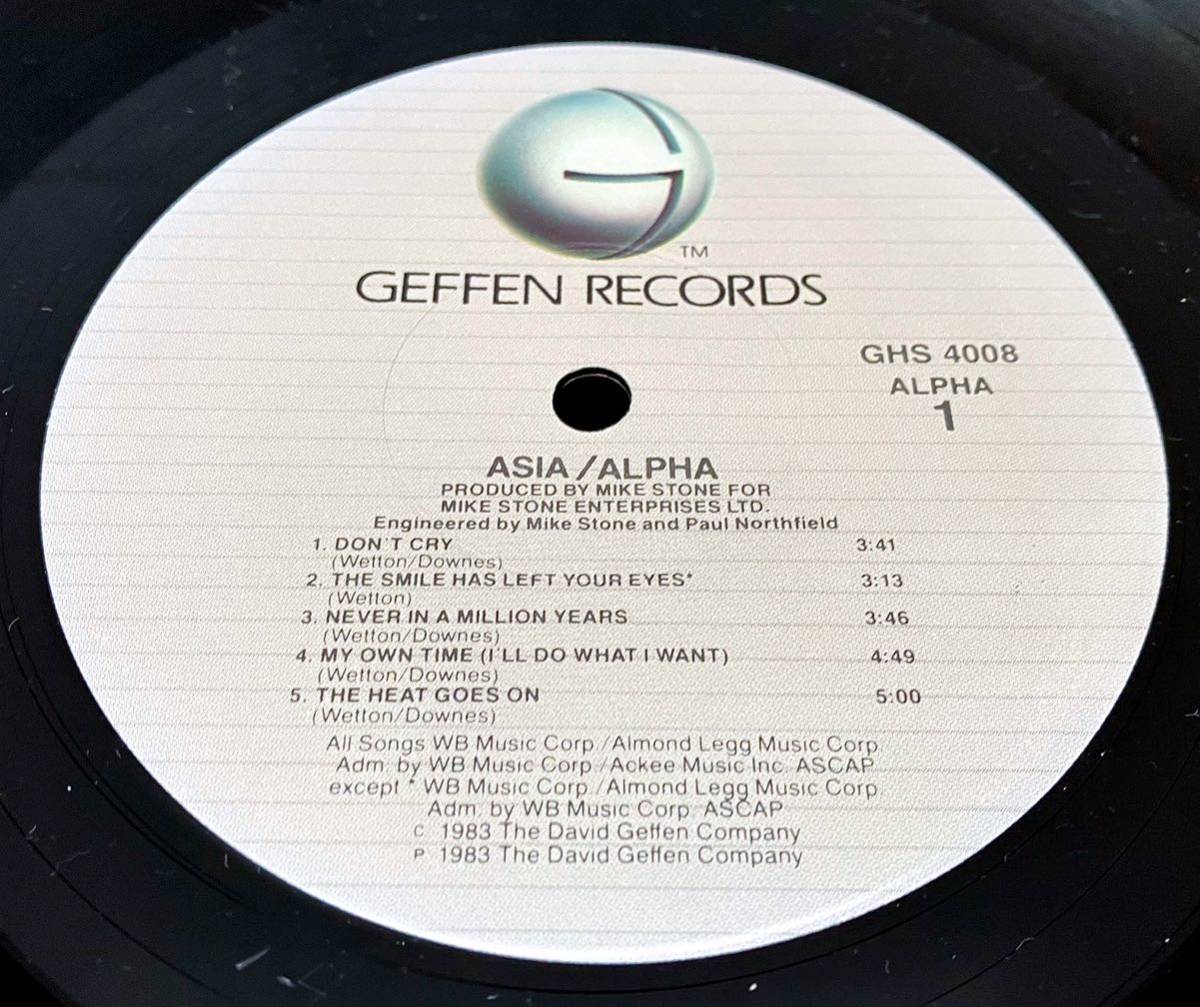 TM
GEFFEN RECORDS
GHS 4008
ALPHA
1
ASIA/ALPHA
PRODUCED BY MIKE STONE FOR
MIKE STONE ENTERPRISES LTD.
Engineered by Mike Stone and Paul Northfield
1. DON'T CRY 3:41
(Wetton/Downes)
2. THE SMILE HAS LEFT YOUR EYES* 3:13
(Wetton)
3. NEVER IN A MILLION YEARS 3:46
(Wetton/Downes)
4. MY OWN TIME (I'LL DO WHAT I WANT) 4:49
(Wetton/Downes)
5. THE HEAT GOES ON 5:00
(Wetton/Downes)
All Songs WB Music Corp./Almond Legg Music Corp.
Adm. by WB Music Corp./Ackee Music Inc. ASCAP
except * WB Music Corp./Almond Legg Music Corp.
Adm. by WB Music Corp. ASCAP
C 1983 The David Geffen Company
P 1983 The David Geffen Company